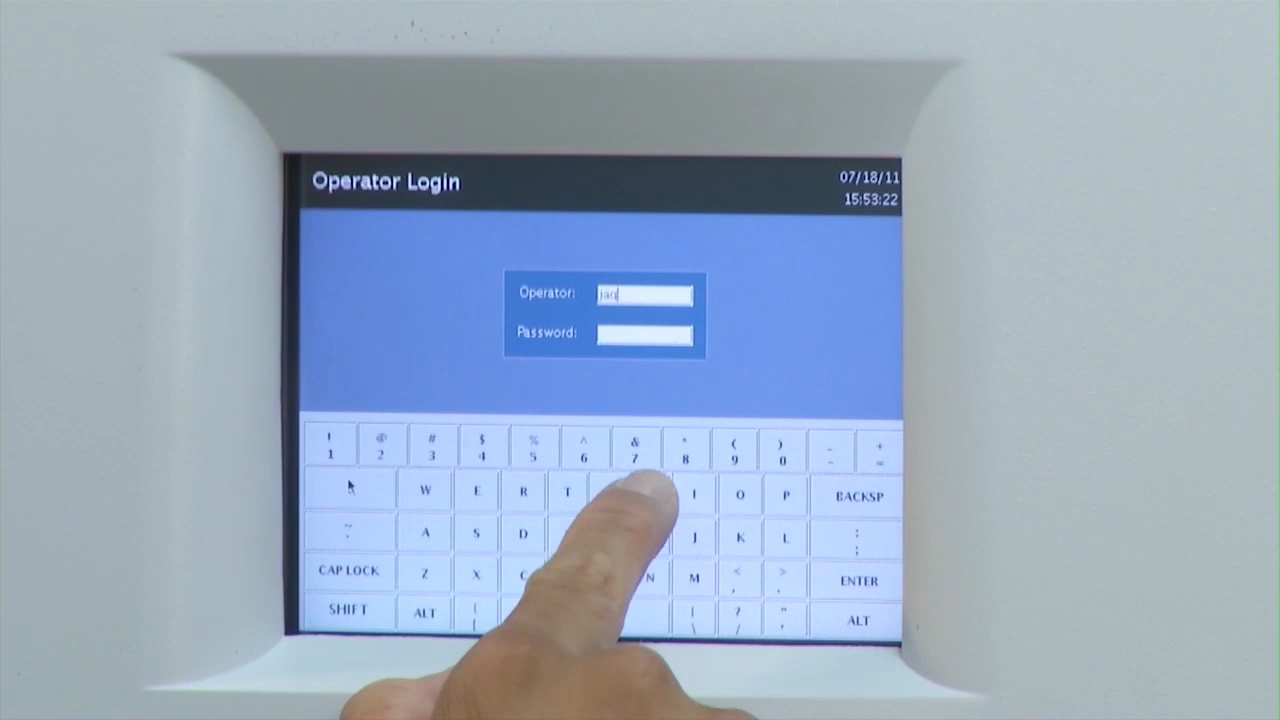 Operator Login
07/18/11
15:53:22
Operator: jaq
Password:
! @ # $ % ^ & * ( ) _ +
1 2 3 4 5 6 7 8 9 0 - =
W E R T I O P BACKSP
A S D J K L : ;
CAP LOCK Z X C N M < , > . ENTER
SHIFT ALT ? / " ' ALT